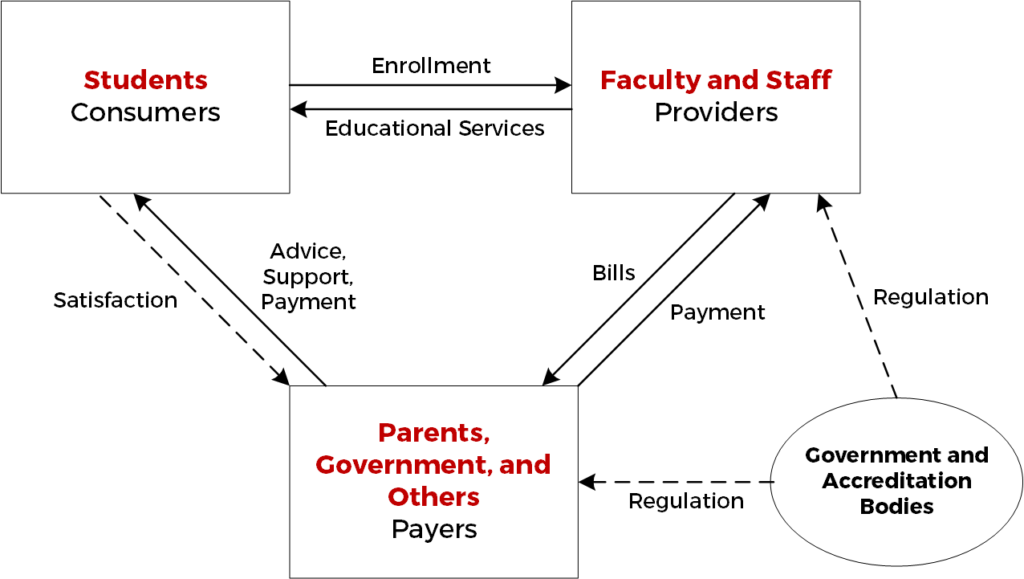 Students
Consumers
Enrollment
Educational Services
Faculty and Staff
Providers
Satisfaction
Advice,
Support,
Payment
Bills
Payment
Regulation
Parents,
Government, and
Others
Payers
Regulation
Government and
Accreditation
Bodies